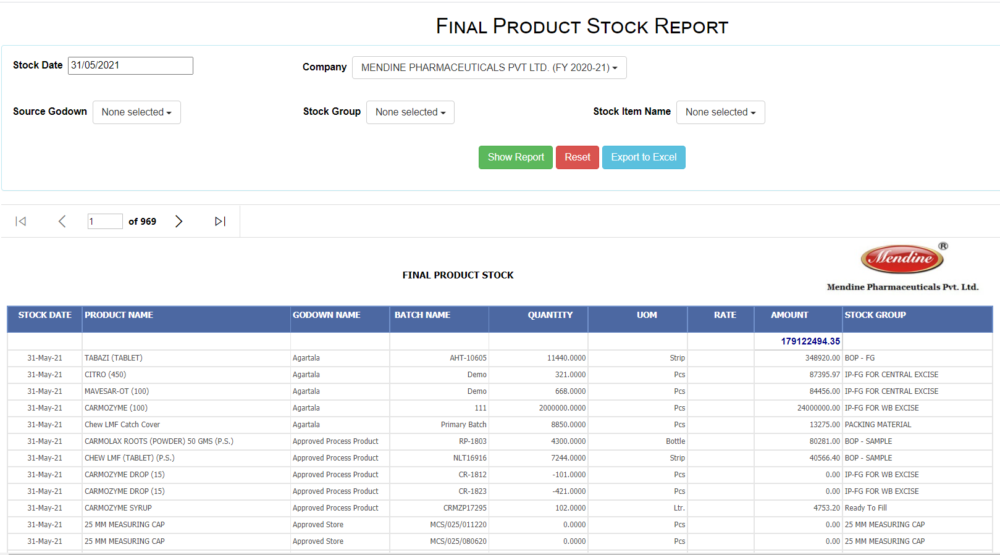 FINAL PRODUCT STOCK REPORT
Stock Date 31/05/2021 Company MENDINE PHARMACEUTICALS PVT LTD. (FY 2020-21)
Source Godown None selected Stock Group None selected Stock Item Name None selected
Show Report Reset Export to Excel
1 of 969
Mendine ®
FINAL PRODUCT STOCK
Mendine Pharmaceuticals Pvt. Ltd.
STOCK DATE PRODUCT NAME GODOWN NAME BATCH NAME QUANTITY UOM RATE AMOUNT STOCK GROUP
179122494.35
31-May-21 TABAZI (TABLET) Agartala AHT-10605 11440.0000 Strip 348920.00 BOP - FG
31-May-21 CITRO (450) Agartala Demo 321.0000 Pcs 87395.97 IP-FG FOR CENTRAL EXCISE
31-May-21 MAVESAR-OT (100) Agartala Demo 668.0000 Pcs 84456.00 IP-FG FOR CENTRAL EXCISE
31-May-21 CARMOZYME (100) Agartala 111 2000000.0000 Pcs 24000000.00 IP-FG FOR WB EXCISE
31-May-21 Chew LMF Catch Cover Agartala Primary Batch 8850.0000 Pcs 13275.00 PACKING MATERIAL
31-May-21 CARMOLAX ROOTS (POWDER) 50 GMS (P.S.) Approved Process Product RP-1803 4300.0000 Bottle 80281.00 BOP - SAMPLE
31-May-21 CHEW LMF (TABLET) (P.S.) Approved Process Product NLT16916 7244.0000 Strip 40566.40 BOP - SAMPLE
31-May-21 CARMOZYME DROP (15) Approved Process Product CR-1812 -101.0000 Pcs 0.00 IP-FG FOR WB EXCISE
31-May-21 CARMOZYME DROP (15) Approved Process Product CR-1823 -421.0000 Pcs 0.00 IP-FG FOR WB EXCISE
31-May-21 CARMOZYME SYRUP Approved Process Product CRMZP17295 102.0000 Ltr. 4753.20 Ready To Fill
31-May-21 25 MM MEASURING CAP Approved Store MCS/025/011220 0.0000 Pcs 0.00 25 MM MEASURING CAP
31-May-21 25 MM MEASURING CAP Approved Store MCS/025/080620 0.0000 Pcs 0.00 25 MM MEASURING CAP